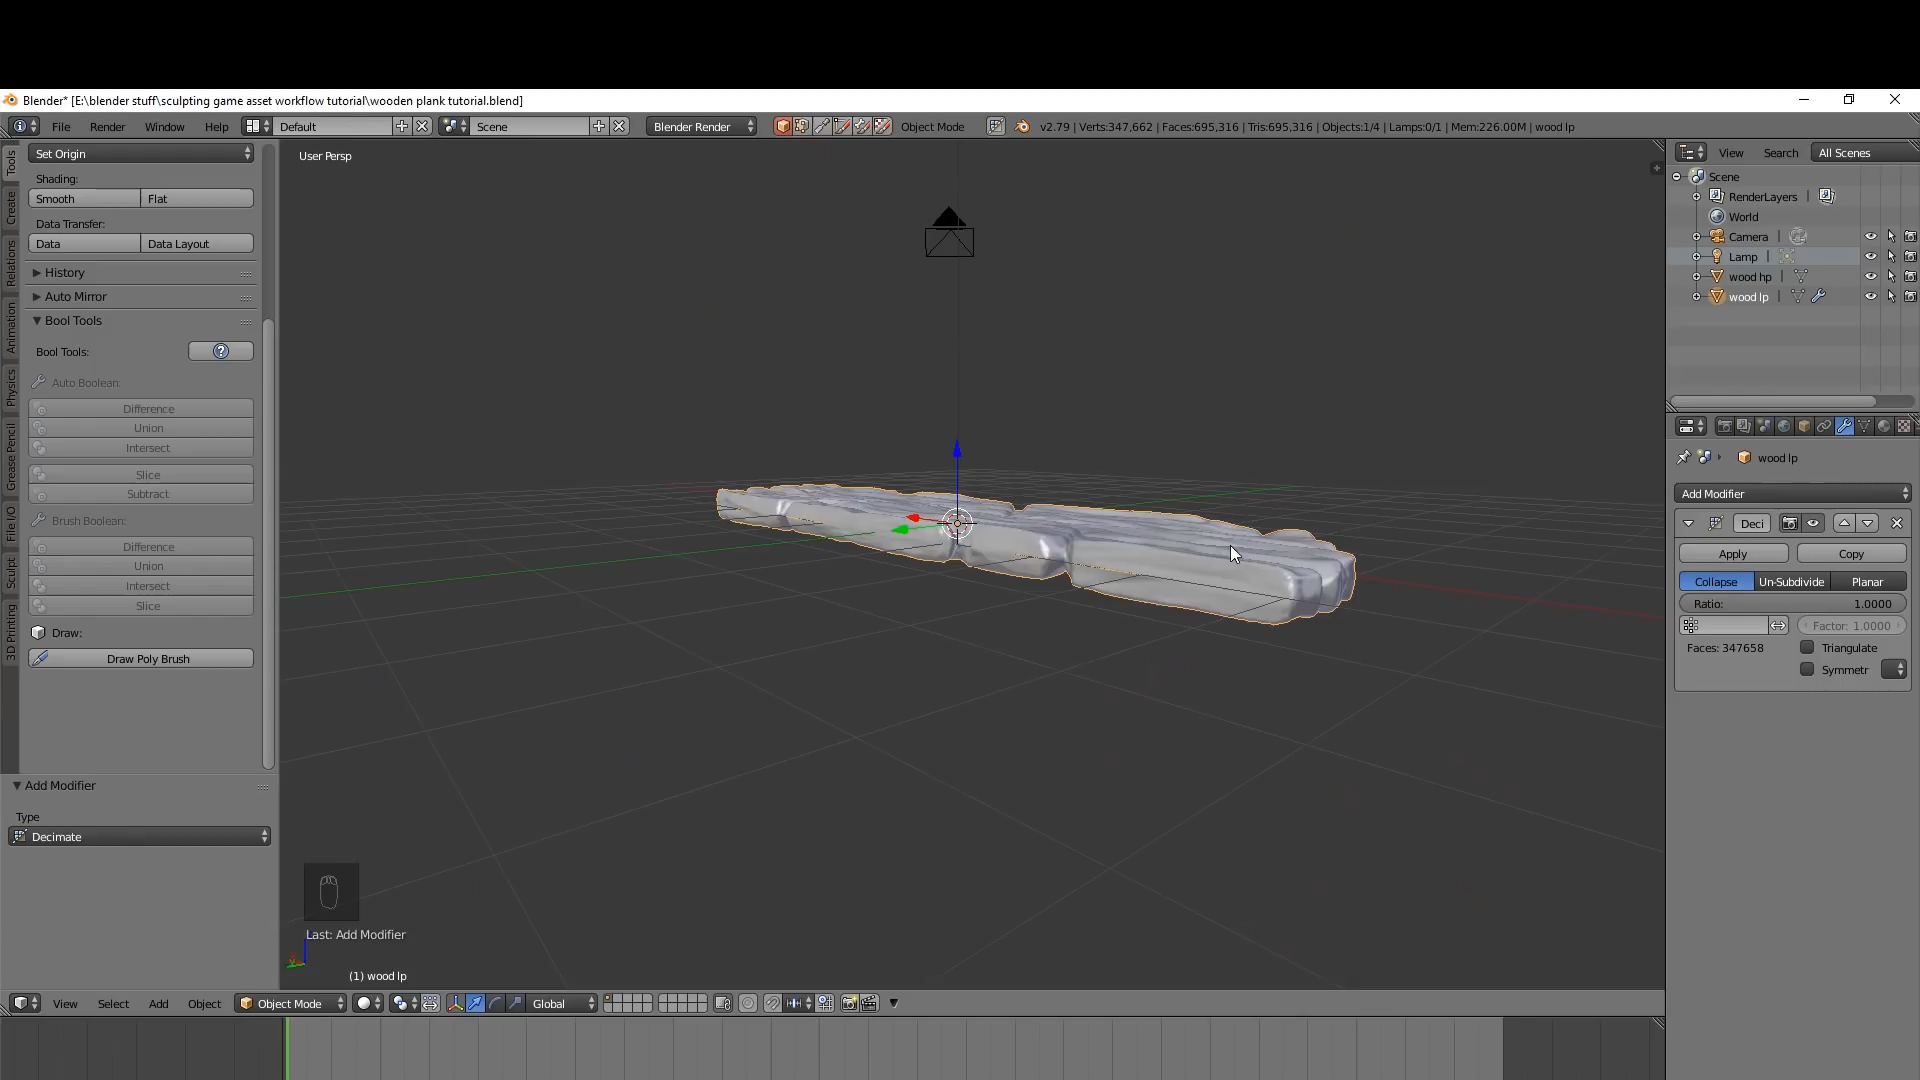 Blender* [E:\blender stuff\sculpting game asset workflow tutorial\wooden plank tutorial.blend]
File Render Window Help Default Scene Blender Render Object Mode v2.79 | Verts:347,662 | Faces:695,316 | Tris:695,316 | Objects:1/4 | Lamps:0/1 | Mem:226.00M | wood lp
Tools
Create
Relations
Animation
Physics
Grease Pencil
File I/O
Sculpt
3D Printing
Set Origin
Shading:
Smooth Flat
Data Transfer:
Data Data Layout
History
Auto Mirror
Bool Tools
Bool Tools:
Auto Boolean:
Difference
Union
Intersect
Slice
Subtract
Brush Boolean:
Difference
Union
Intersect
Slice
Draw:
Draw Poly Brush
Add Modifier
Type
Decimate
User Persp
Last: Add Modifier
(1) wood lp
View Select Add Object Object Mode Global
View Search All Scenes
Scene
RenderLayers
World
Camera
Lamp
wood hp
wood lp
wood lp
Add Modifier
Deci
Apply Copy
Collapse Un-Subdivide Planar
Ratio: 1.0000
Factor: 1.0000
Faces: 347658 Triangulate
Symmetr